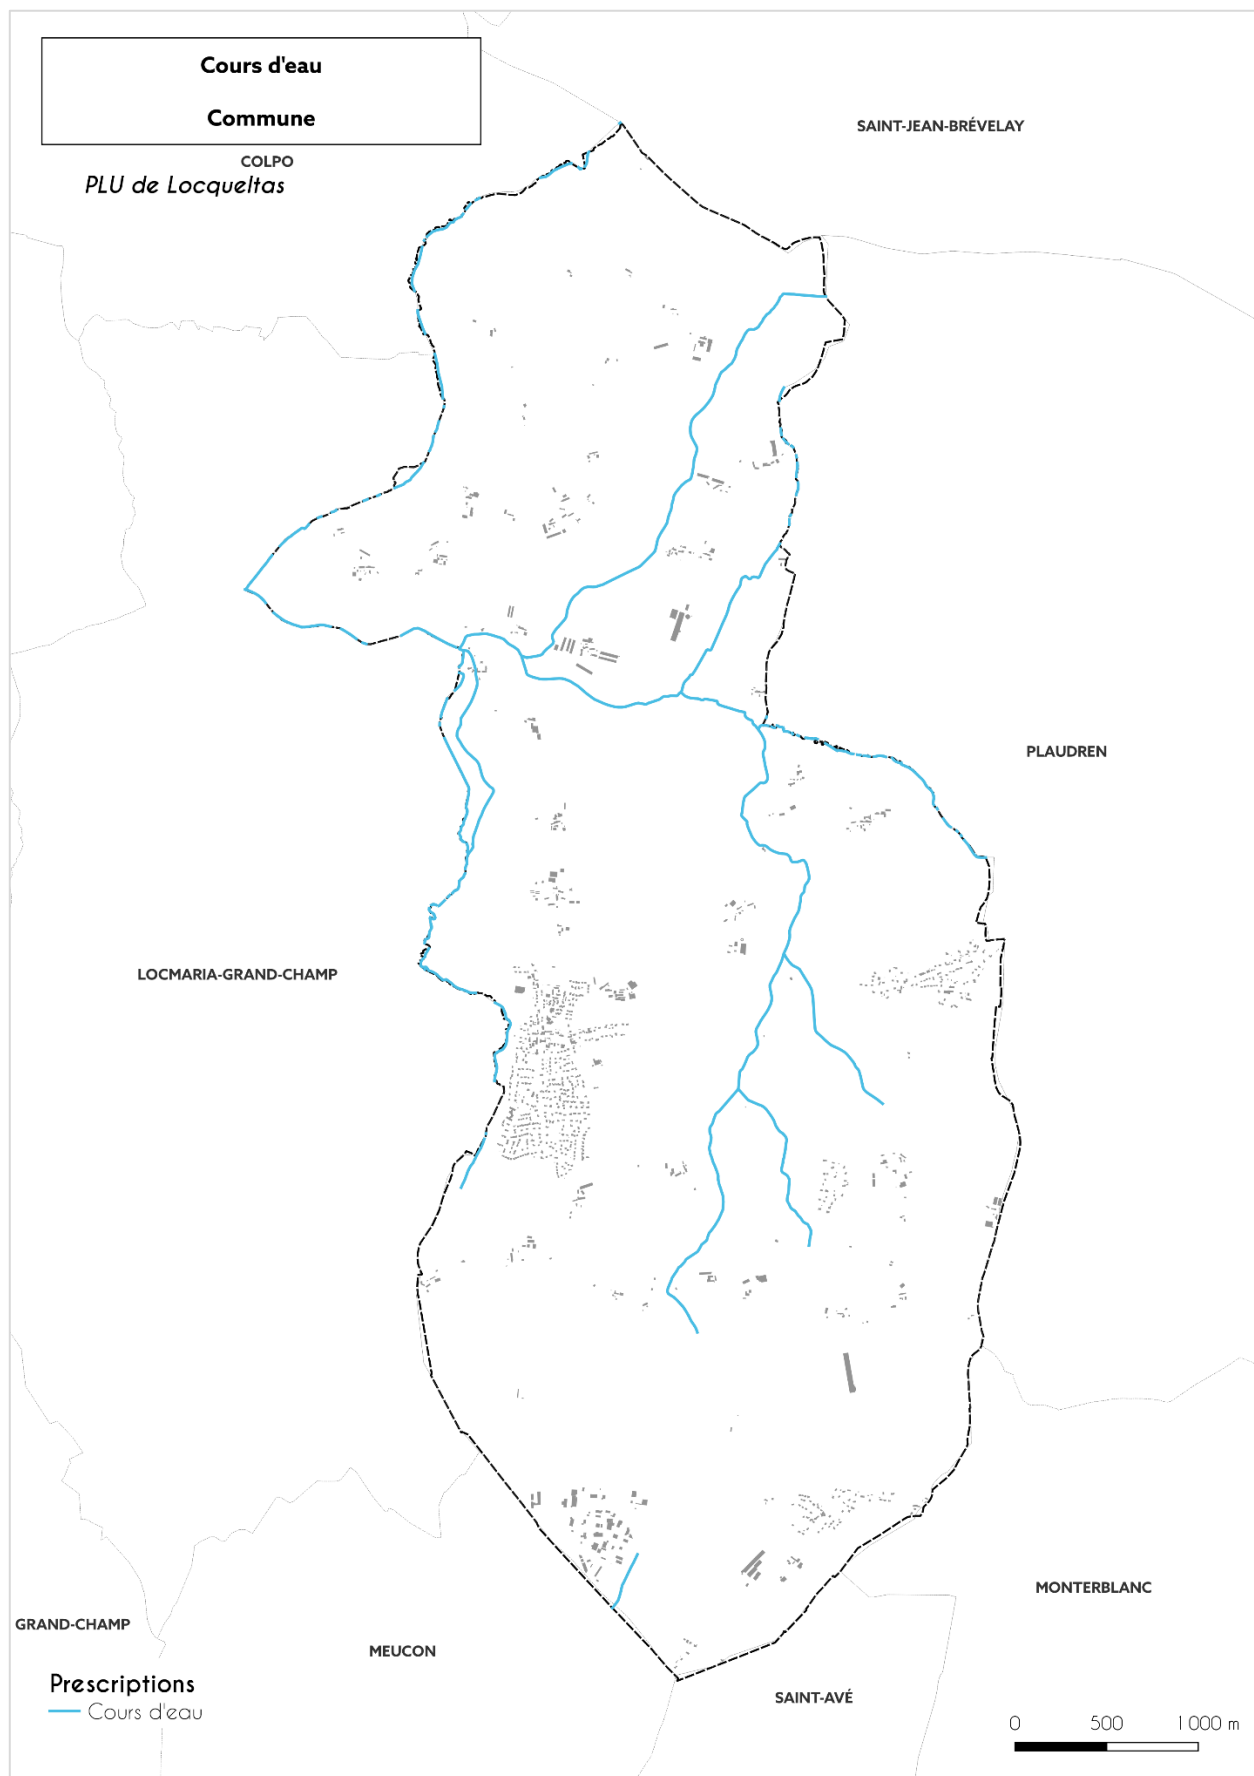 Cours d'eau
Commune
SAINT-JEAN-BRÉVELAY
COLPO
PLU de Locqueltas
PLAUDREN
LOCMARIA-GRAND-CHAMP
MONTERBLANC
GRAND-CHAMP
MEUCON
Prescriptions
SAINT-AVÉ
Cours d'eau
0 500 1 000 m